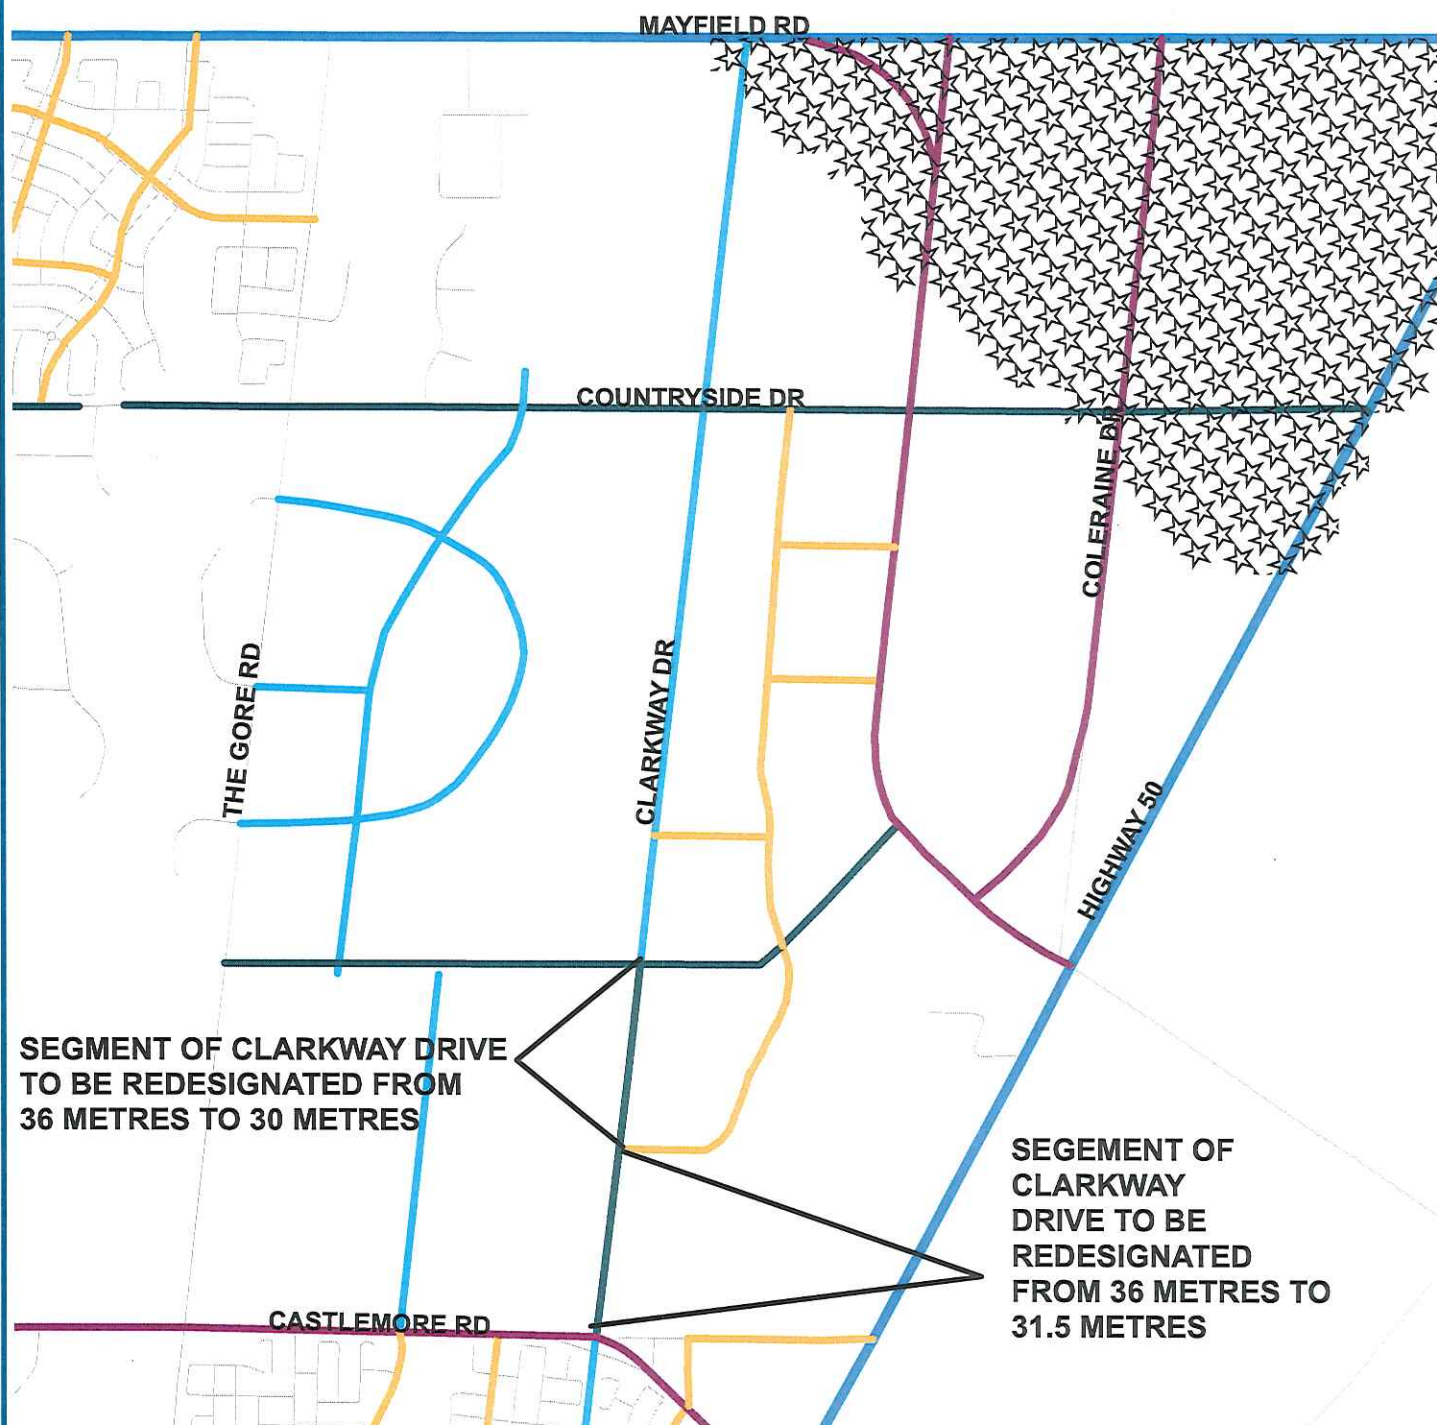 MAYFIELD RD
COUNTRYSIDE DR
COLERAINE DR
CLARKWAY DR
THE GORE RD
HIGHWAY 50
SEGMENT OF CLARKWAY DRIVE
TO BE REDESIGNATED FROM
36 METRES TO 30 METRES
SEGEMENT OF
CLARKWAY
DRIVE TO BE
REDESIGNATED
FROM 36 METRES TO
31.5 METRES
CASTLEMORE RD